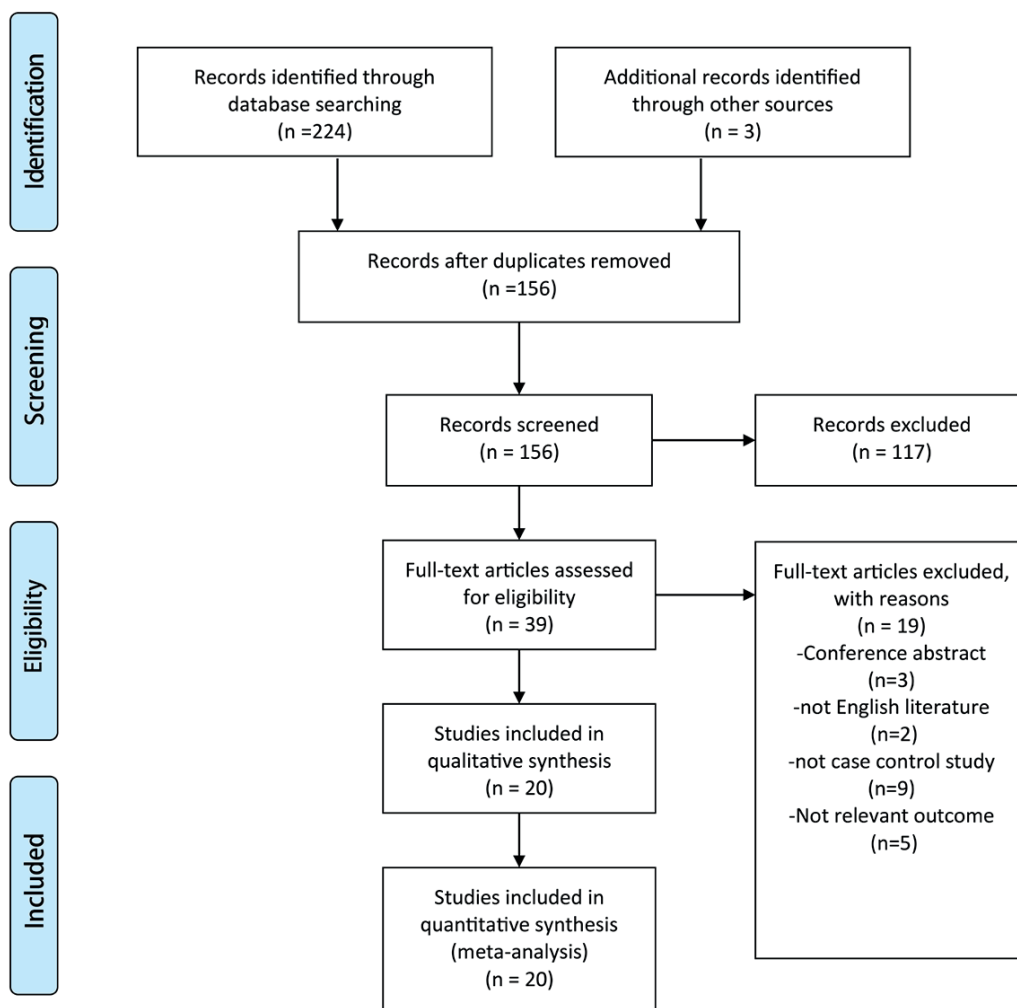 Identification
Records identified through
database searching
(n =224)
Additional records identified
through other sources
(n = 3)
Records after duplicates removed
(n =156)
Screening
Records screened
(n = 156)
Records excluded
(n = 117)
Eligibility
Full-text articles assessed
for eligibility
(n = 39)
Full-text articles excluded,
with reasons
(n = 19)
-Conference abstract
(n=3)
-not English literature
(n=2)
-not case control study
(n=9)
-Not relevant outcome
(n=5)
Studies included in
qualitative synthesis
(n = 20)
Included
Studies included in
quantitative synthesis
(meta-analysis)
(n = 20)